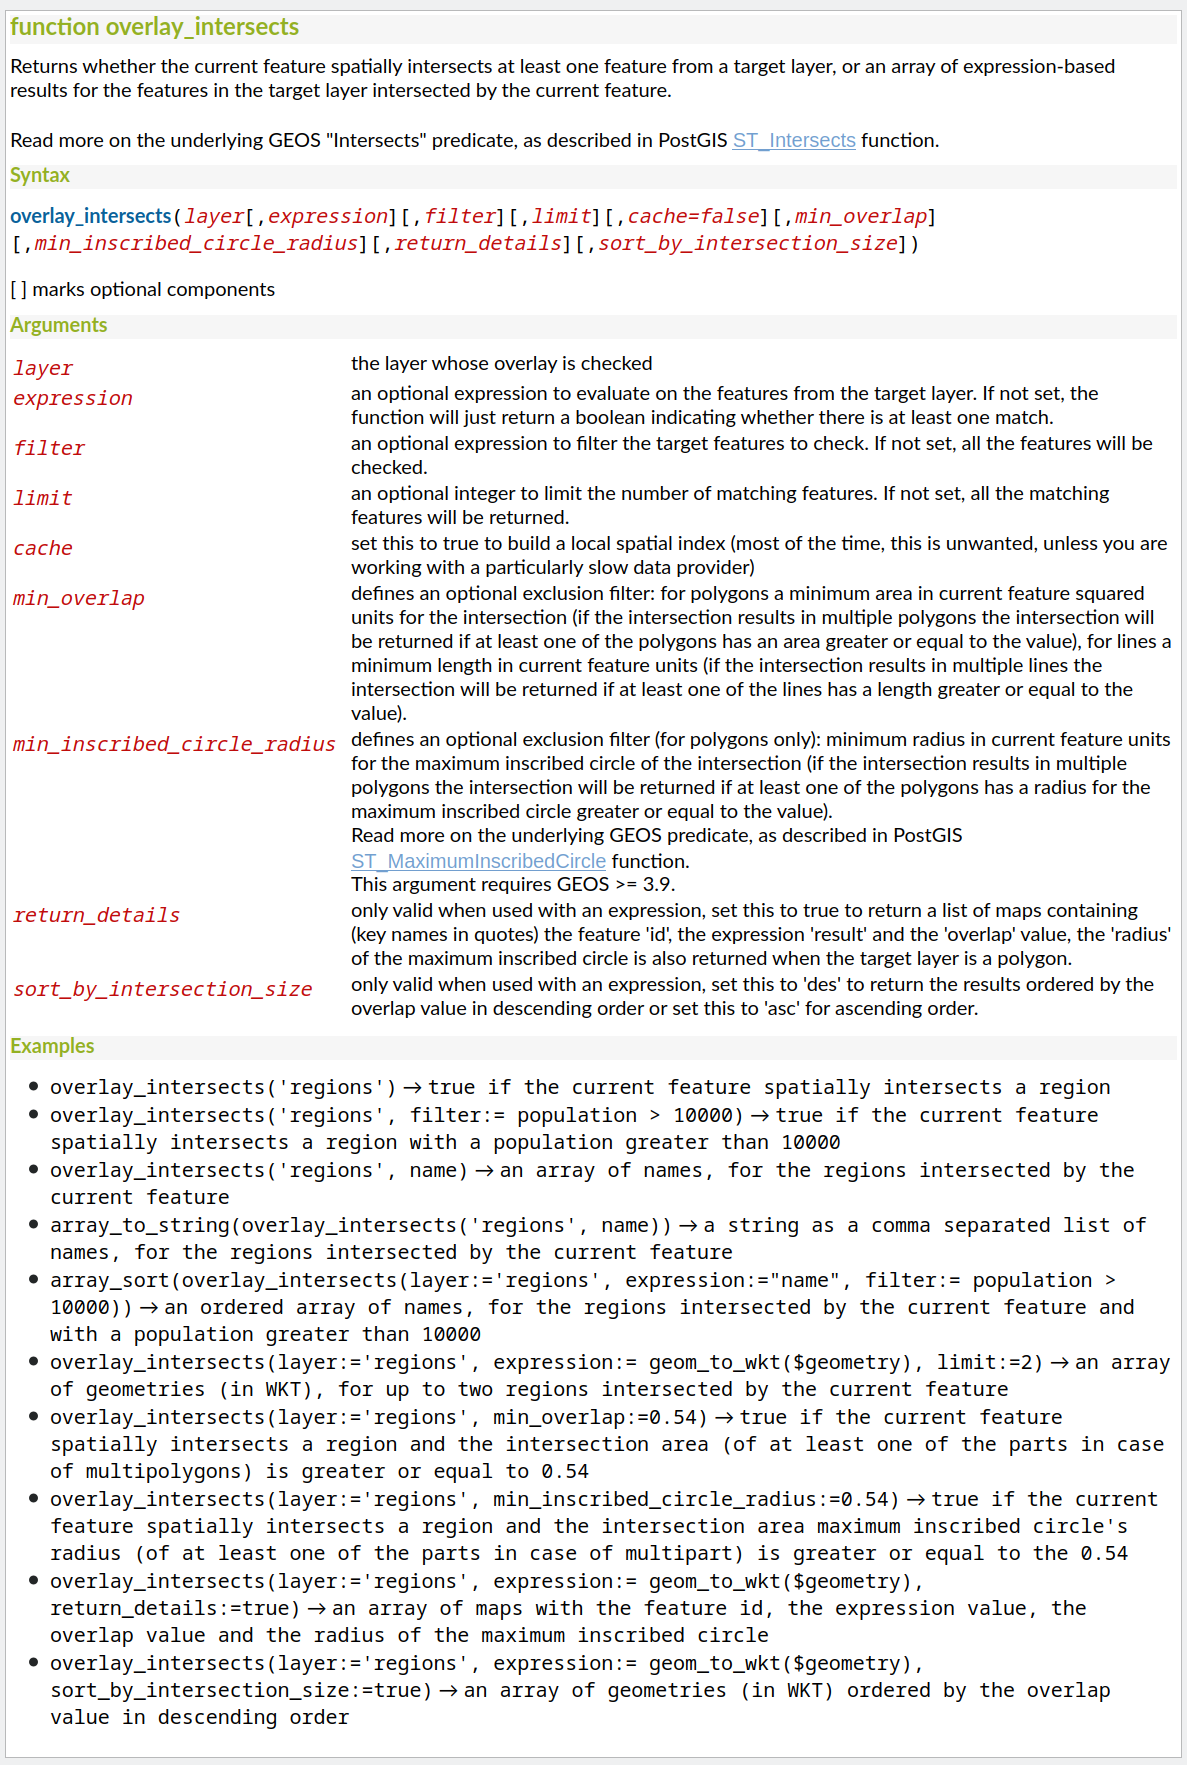 function overlay_intersects
Returns whether the current feature spatially intersects at least one feature from a target layer, or an array of expression-based
results for the features in the target layer intersected by the current feature.
Read more on the underlying GEOS "Intersects" predicate, as described in PostGIS ST_Intersects function.
Syntax
overlay_intersects(layer[,expression][,filter][,limit][,cache=false][,min_overlap]
[,min_inscribed_circle_radius][,return_details][,sort_by_intersection_size])
[ ] marks optional components
Arguments
layer the layer whose overlay is checked
expression an optional expression to evaluate on the features from the target layer. If not set, the
function will just return a boolean indicating whether there is at least one match.
filter an optional expression to filter the target features to check. If not set, all the features will be
checked.
limit an optional integer to limit the number of matching features. If not set, all the matching
features will be returned.
cache set this to true to build a local spatial index (most of the time, this is unwanted, unless you are
working with a particularly slow data provider)
min_overlap defines an optional exclusion filter: for polygons a minimum area in current feature squared
units for the intersection (if the intersection results in multiple polygons the intersection will
be returned if at least one of the polygons has an area greater or equal to the value), for lines a
minimum length in current feature units (if the intersection results in multiple lines the
intersection will be returned if at least one of the lines has a length greater or equal to the
value).
min_inscribed_circle_radius defines an optional exclusion filter (for polygons only): minimum radius in current feature units
for the maximum inscribed circle of the intersection (if the intersection results in multiple
polygons the intersection will be returned if at least one of the polygons has a radius for the
maximum inscribed circle greater or equal to the value).
Read more on the underlying GEOS predicate, as described in PostGIS
ST_MaximumInscribedCircle function.
This argument requires GEOS >= 3.9.
return_details only valid when used with an expression, set this to true to return a list of maps containing
(key names in quotes) the feature 'id', the expression 'result' and the 'overlap' value, the 'radius'
of the maximum inscribed circle is also returned when the target layer is a polygon.
sort_by_intersection_size only valid when used with an expression, set this to 'des' to return the results ordered by the
overlap value in descending order or set this to 'asc' for ascending order.
Examples
• overlay_intersects('regions') → true if the current feature spatially intersects a region
• overlay_intersects('regions', filter:= population > 10000) → true if the current feature
spatially intersects a region with a population greater than 10000
• overlay_intersects('regions', name) → an array of names, for the regions intersected by the
current feature
• array_to_string(overlay_intersects('regions', name)) → a string as a comma separated list of
names, for the regions intersected by the current feature
• array_sort(overlay_intersects(layer:='regions', expression:="name", filter:= population >
10000)) → an ordered array of names, for the regions intersected by the current feature and
with a population greater than 10000
• overlay_intersects(layer:='regions', expression:= geom_to_wkt($geometry), limit:=2) → an array
of geometries (in WKT), for up to two regions intersected by the current feature
• overlay_intersects(layer:='regions', min_overlap:=0.54) → true if the current feature
spatially intersects a region and the intersection area (of at least one of the parts in case
of multipolygons) is greater or equal to 0.54
• overlay_intersects(layer:='regions', min_inscribed_circle_radius:=0.54) → true if the current
feature spatially intersects a region and the intersection area maximum inscribed circle's
radius (of at least one of the parts in case of multipart) is greater or equal to the 0.54
• overlay_intersects(layer:='regions', expression:= geom_to_wkt($geometry),
return_details:=true) → an array of maps with the feature id, the expression value, the
overlap value and the radius of the maximum inscribed circle
• overlay_intersects(layer:='regions', expression:= geom_to_wkt($geometry),
sort_by_intersection_size:=true) → an array of geometries (in WKT) ordered by the overlap
value in descending order